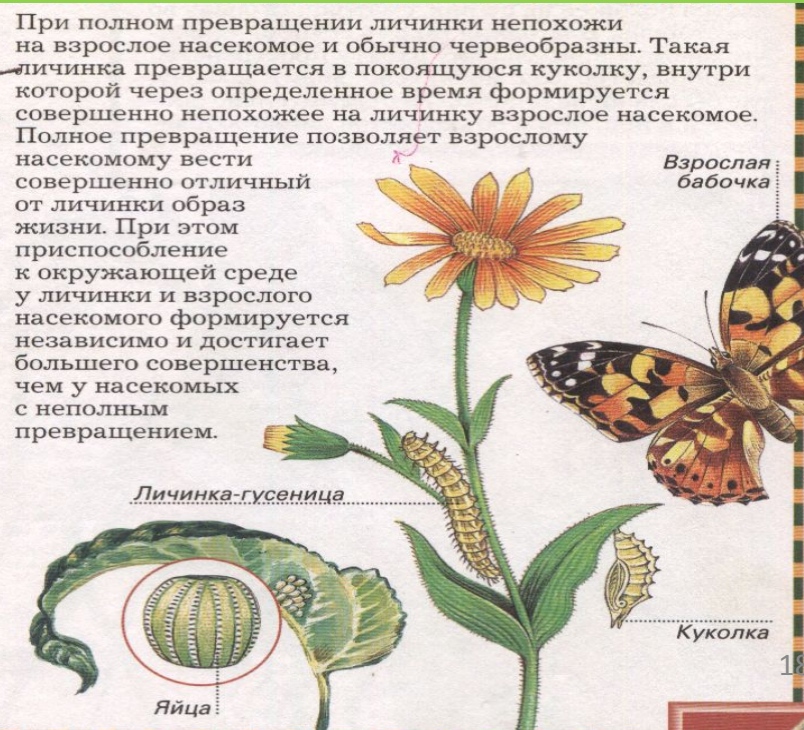 При полном превращении личинки непохожи
на взрослое насекомое и обычно червеобразны. Такая
личинка превращается в покоящуюся куколку, внутри
которой через определенное время формируется
совершенно непохожее на личинку взрослое насекомое.
Полное превращение позволяет взрослому
насекомому вести
совершенно отличный
от личинки образ
жизни. При этом
приспособление
к окружающей среде
у личинки и взрослого
насекомого формируется
независимо и достигает
большего совершенства,
чем у насекомых
с неполным
превращением.
Взрослая
бабочка
Личинка-гусеница
Куколка
Яйца